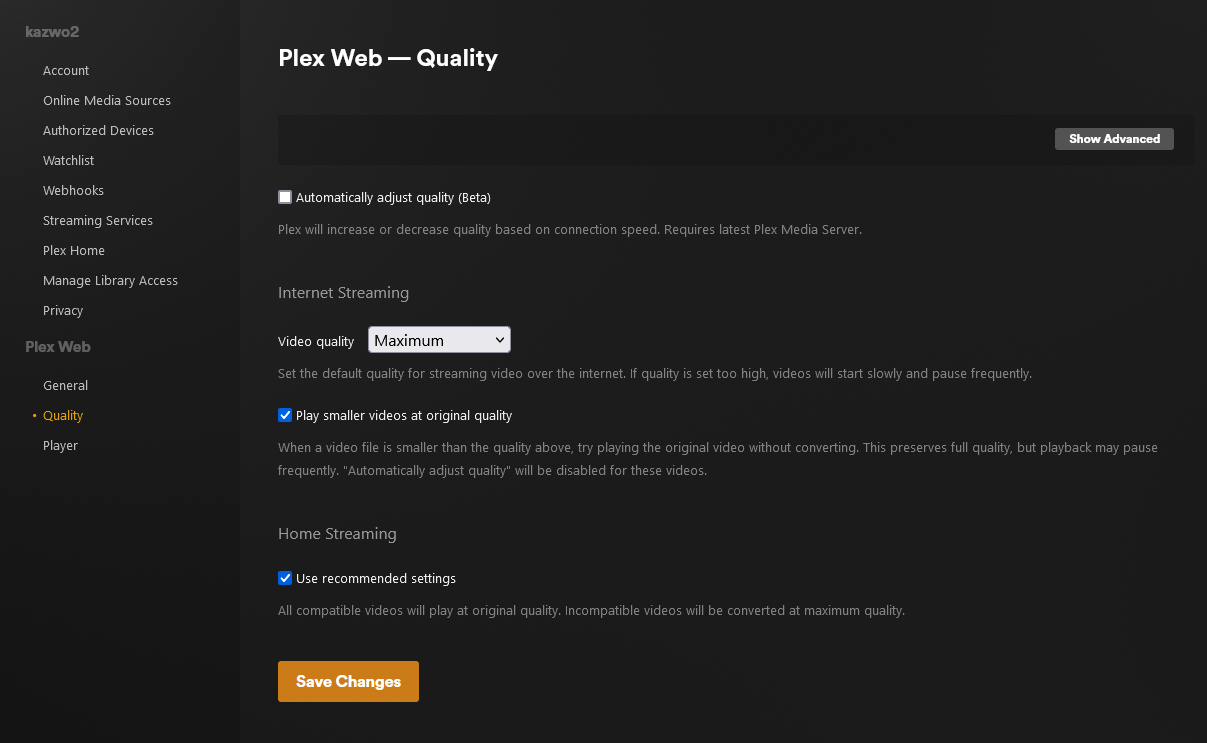 kazwo2
Account
Online Media Sources
Authorized Devices
Watchlist
Webhooks
Streaming Services
Plex Home
Manage Library Access
Privacy
Plex Web
General
• Quality
Player
Plex Web — Quality
Show Advanced
Automatically adjust quality (Beta)
Plex will increase or decrease quality based on connection speed. Requires latest Plex Media Server.
Internet Streaming
Video quality Maximum
Set the default quality for streaming video over the internet. If quality is set too high, videos will start slowly and pause frequently.
Play smaller videos at original quality
When a video file is smaller than the quality above, try playing the original video without converting. This preserves full quality, but playback may pause
frequently. "Automatically adjust quality" will be disabled for these videos.
Home Streaming
Use recommended settings
All compatible videos will play at original quality. Incompatible videos will be converted at maximum quality.
Save Changes